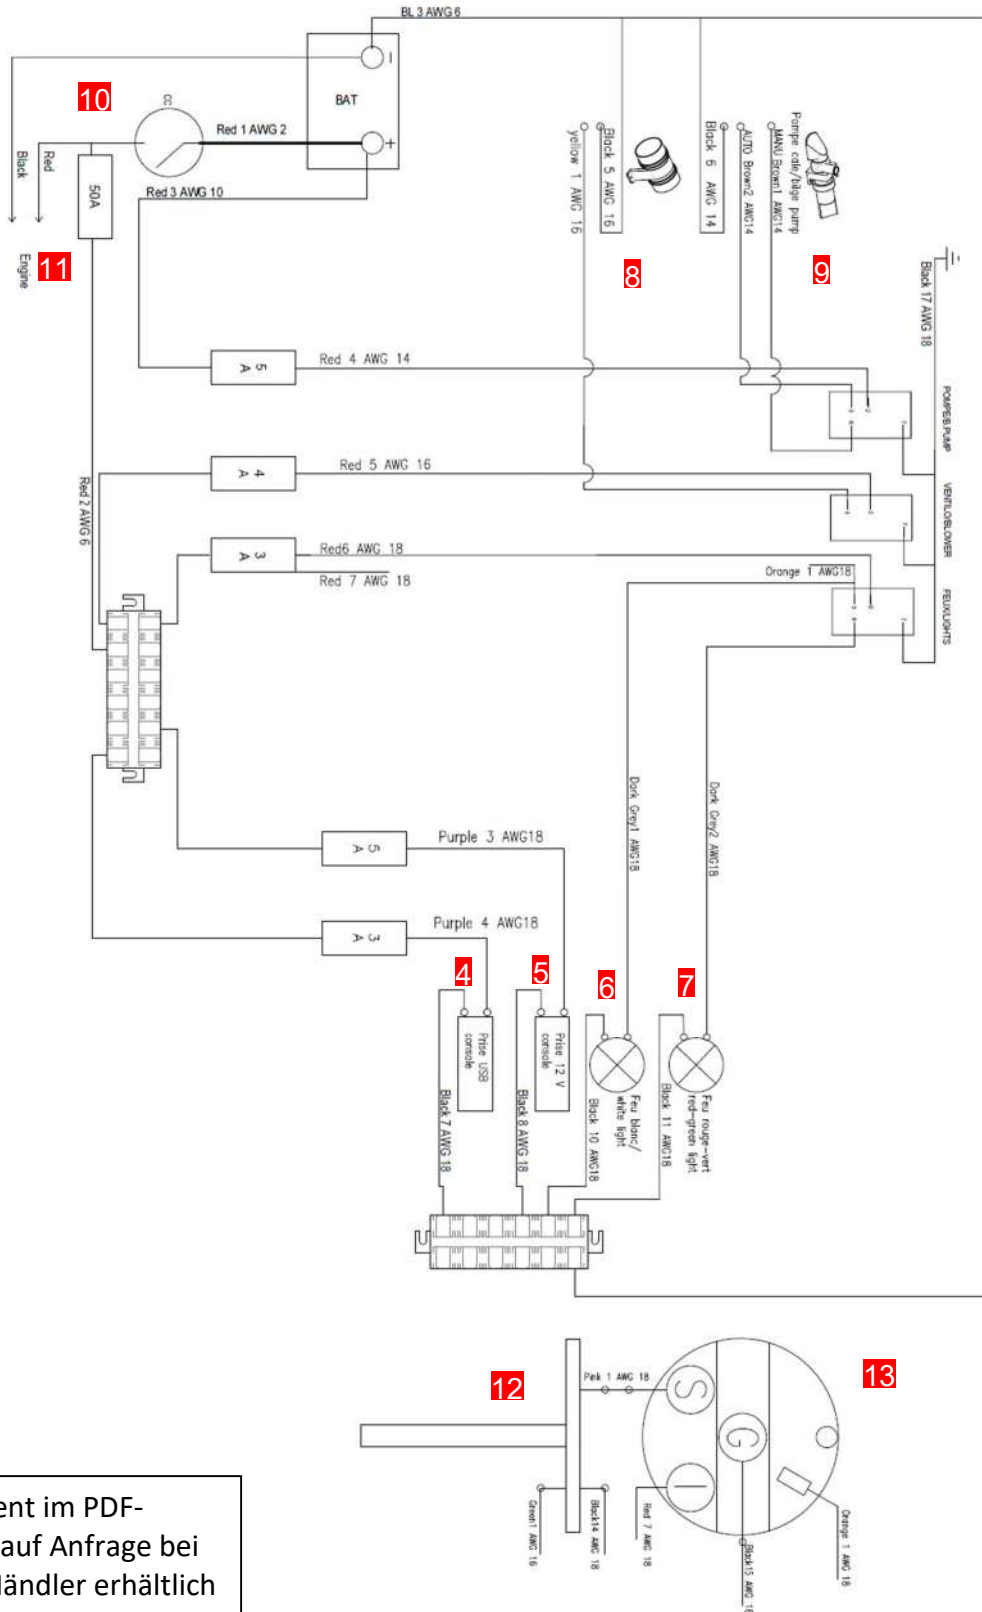 BL 3 AWG 6
10
CC
BAT
Red 1 AWG 2
Red 3 AWG 10
Black
Red
50A
Engine
11
yellow 1 AWG 16
Black 5 AWG 16
8
Black 6 AWG 14
AUTO Brown2 AWG14
MANU Brown1 AWG14
Pompe cale/bilge pump
9
Black 17 AWG 18
5 A
Red 4 AWG 14
POMPE/B.PUMP
4 A
Red 5 AWG 16
VENTILO/BLOWER
Red 2 AWG 6
3 A
Red6 AWG 18
Red 7 AWG 18
Orange 1 AWG18
FEUX/LIGHTS
Dark Grey1 AWG18
Dark Grey2 AWG18
5 A
Purple 3 AWG18
3 A
Purple 4 AWG18
4
5
6
7
Prise USB
console
Prise 12 V
console
Feu blanc/
white light
Feu rouge-vert
red-green light
Black 7 AWG 18
Black 8 AWG 18
Black 10 AWG18
Black 11 AWG18
12
Pink 1 AWG 18
S
G
I
13
Green1 AWG 16
Black14 AWG 18
Red 7 AWG 18
Black15 AWG
Orange 1 AWG 18
ent im PDF-
auf Anfrage bei
Händler erhältlich